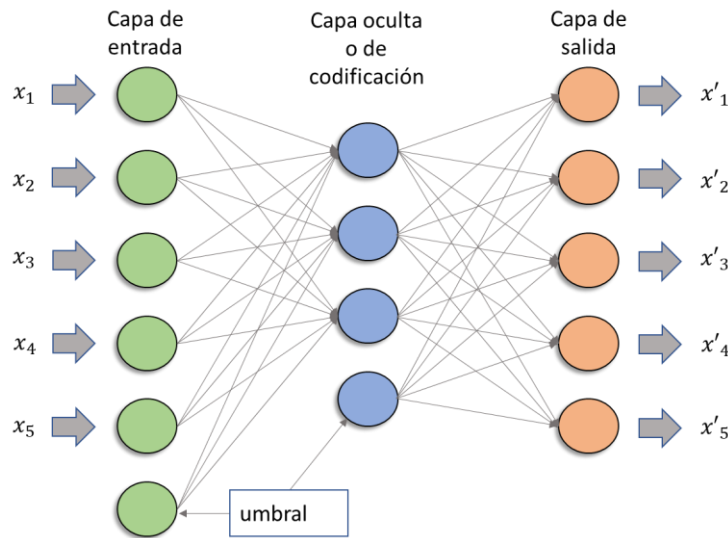 Capa de
entrada
Capa oculta
o de
codificación
Capa de
salida
x₁
x₂
x₃
x₄
x₅
x'₁
x'₂
x'₃
x'₄
x'₅
umbral